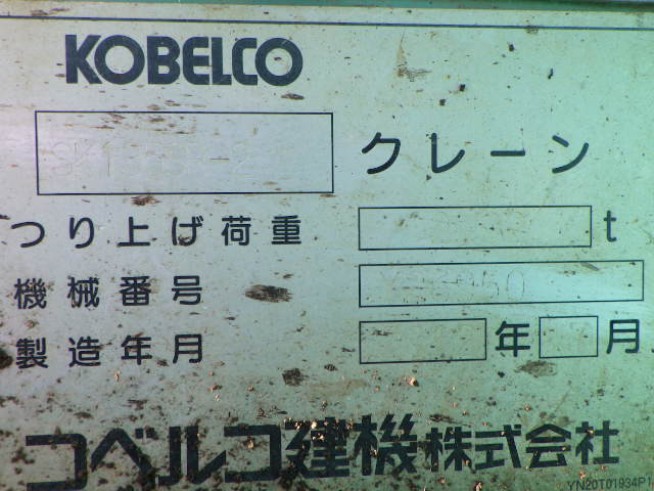 KOBELCO
クレーン
つり上げ荷重 t
機械番号
製造年月 年 月
コベルコ建機株式会社
YN20T01934P1